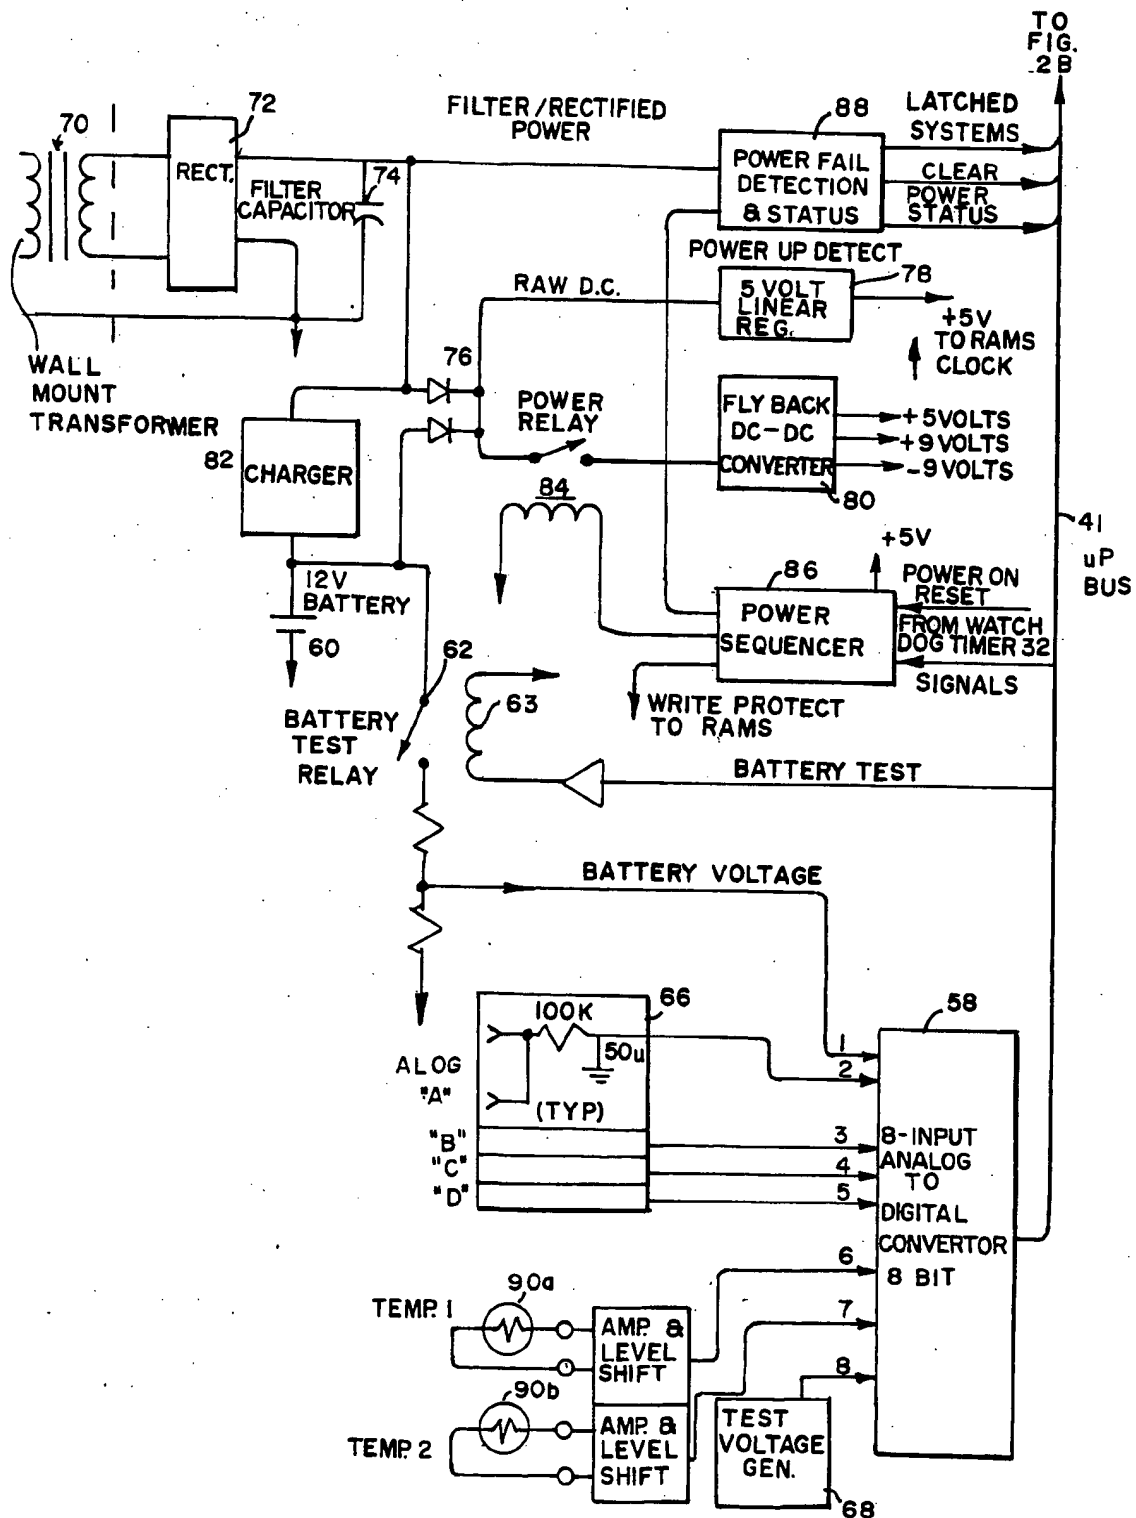 TO
FIG.
2B
70
72
RECT.
FILTER
CAPACITOR
74
FILTER/RECTIFIED
POWER
88
POWER FAIL
DETECTION
& STATUS
LATCHED
SYSTEMS
CLEAR
POWER
STATUS
POWER UP DETECT
78
RAW D.C.
5 VOLT
LINEAR
REG.
+5V
TO RAMS
CLOCK
WALL
MOUNT
TRANSFORMER
76
POWER
RELAY
FLY BACK
DC-DC
CONVERTER
+5VOLTS
+9VOLTS
-9VOLTS
80
82
CHARGER
84
41
uP
BUS
+5V
86
POWER
SEQUENCER
POWER ON
RESET
FROM WATCH
DOG TIMER 32
SIGNALS
12V
BATTERY
60
62
63
WRITE PROTECT
TO RAMS
BATTERY
TEST
RELAY
BATTERY TEST
BATTERY VOLTAGE
66
100K
50u
(TYP)
ALOG
"A"
"B"
"C"
"D"
58
1
2
3
4
5
6
7
8
8-INPUT
ANALOG
TO
DIGITAL
CONVERTOR
8 BIT
TEMP. 1
90a
AMP. &
LEVEL
SHIFT
TEMP. 2
90b
AMP. &
LEVEL
SHIFT
TEST
VOLTAGE
GEN.
68